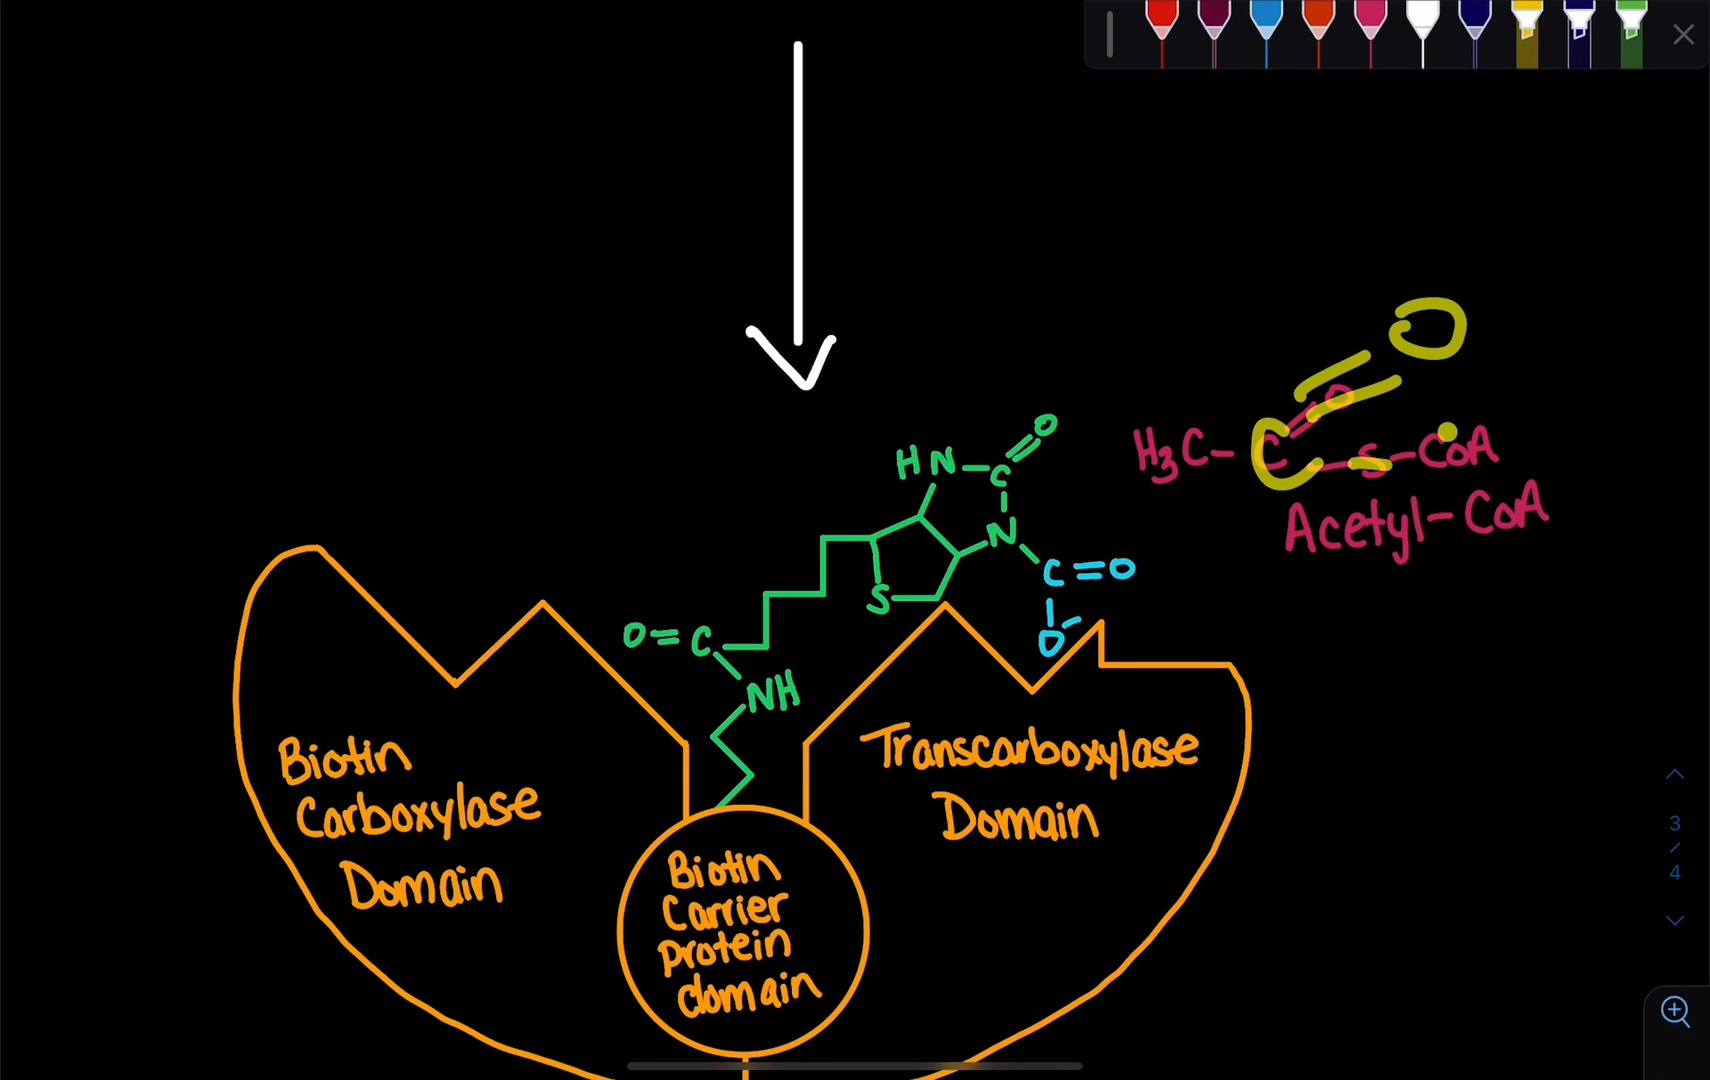 O
HN-C
N
S
C=O
O-
O=C
NH
O
H3C-C-S-CoA
Acetyl-CoA
Biotin
Carboxylase
Domain
Transcarboxylase
Domain
Biotin
Carrier
protein
domain
3
/
4